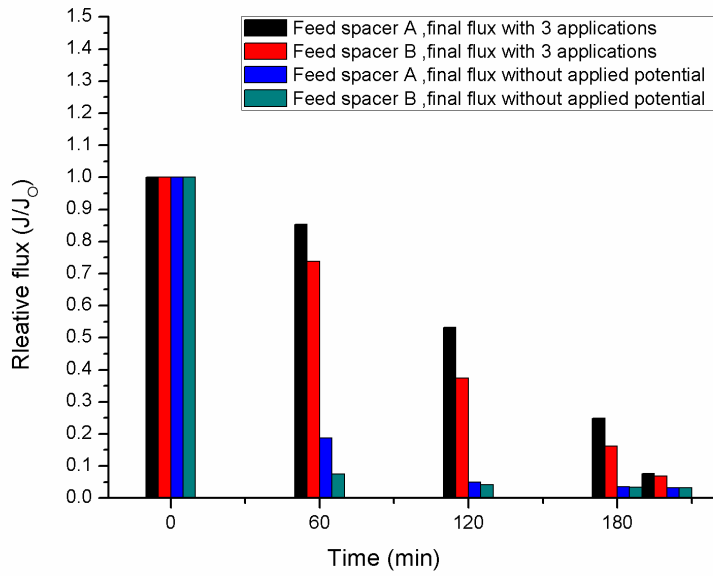 Feed spacer A ,final flux with 3 applications
Feed spacer B ,final flux with 3 applications
Feed spacer A ,final flux without applied potential
Feed spacer B ,final flux without applied potential
1.5
1.4
1.3
1.2
1.1
1.0
0.9
0.8
0.7
0.6
0.5
0.4
0.3
0.2
0.1
0.0
Rleative flux (J/J_O)
0 60 120 180
Time (min)